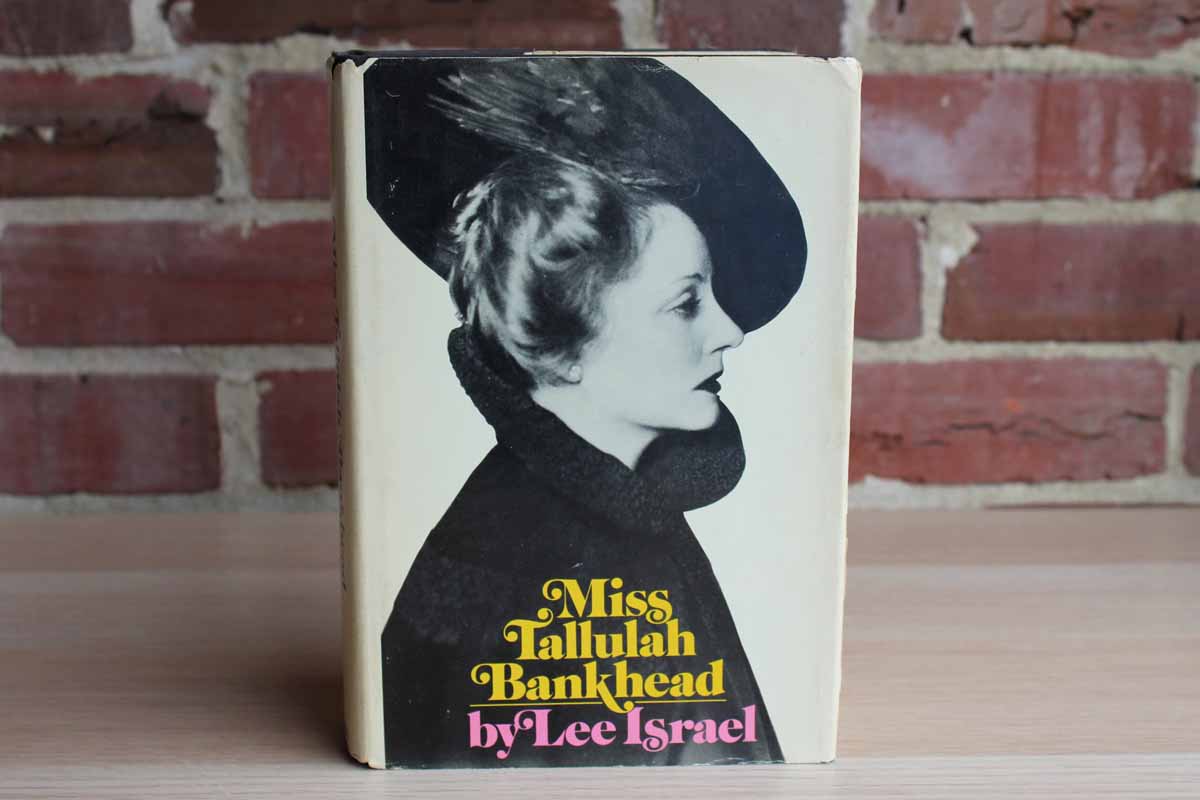 Miss
Tallulah
Bankhead
by Lee Israel